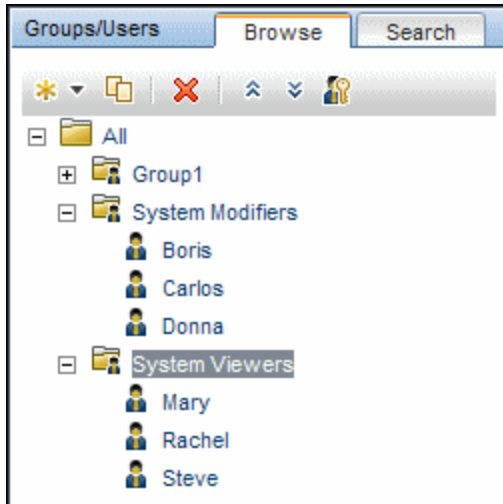 Groups/Users Browse Search
All
Group1
System Modifiers
Boris
Carlos
Donna
System Viewers
Mary
Rachel
Steve